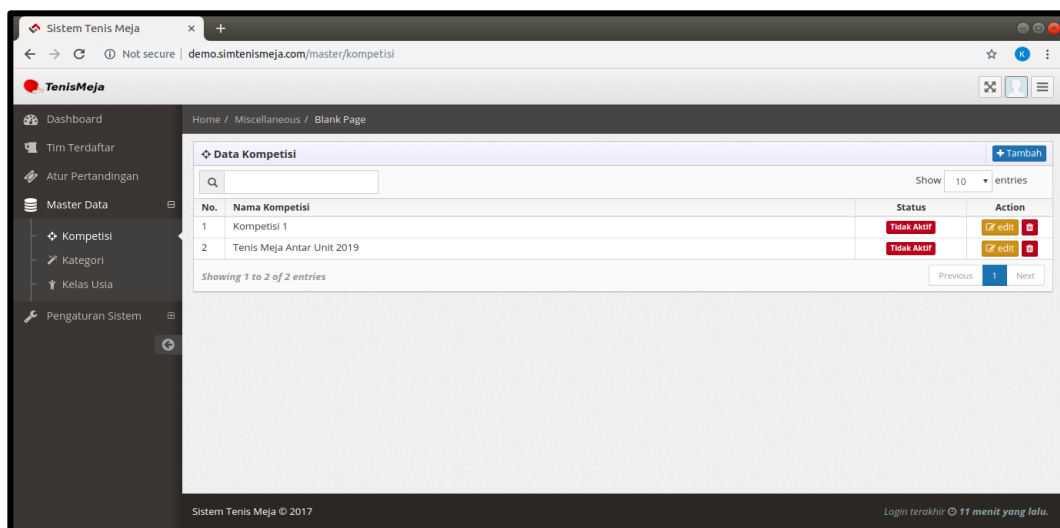 Sistem Tenis Meja
Not secure | demo.simtenismeja.com/master/kompetisi
K
TenisMeja
Dashboard
Tim Terdaftar
Atur Pertandingan
Master Data
Kompetisi
Kategori
Kelas Usia
Pengaturan Sistem
Home / Miscellaneous / Blank Page
Data Kompetisi
Tambah
Show 10 entries
No. Nama Kompetisi Status Action
1 Kompetisi 1 Tidak Aktif edit
2 Tenis Meja Antar Unit 2019 Tidak Aktif edit
Showing 1 to 2 of 2 entries
Previous 1 Next
Sistem Tenis Meja © 2017
Login terakhir 11 menit yang lalu.